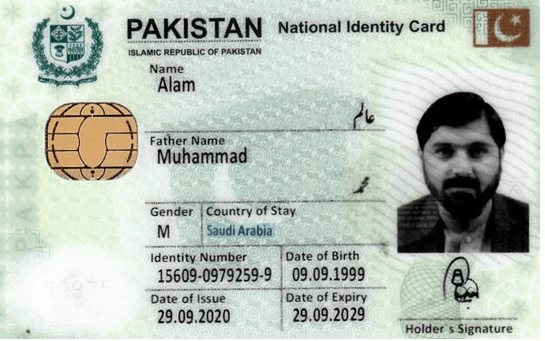 PAKISTAN National Identity Card
ISLAMIC REPUBLIC OF PAKISTAN
Name
Alam
عالم
Father Name
Muhammad
محمد
Gender Country of Stay
M Saudi Arabia
Identity Number Date of Birth
15609-0979259-9 09.09.1999
Date of Issue Date of Expiry
29.09.2020 29.09.2029
Holder's Signature